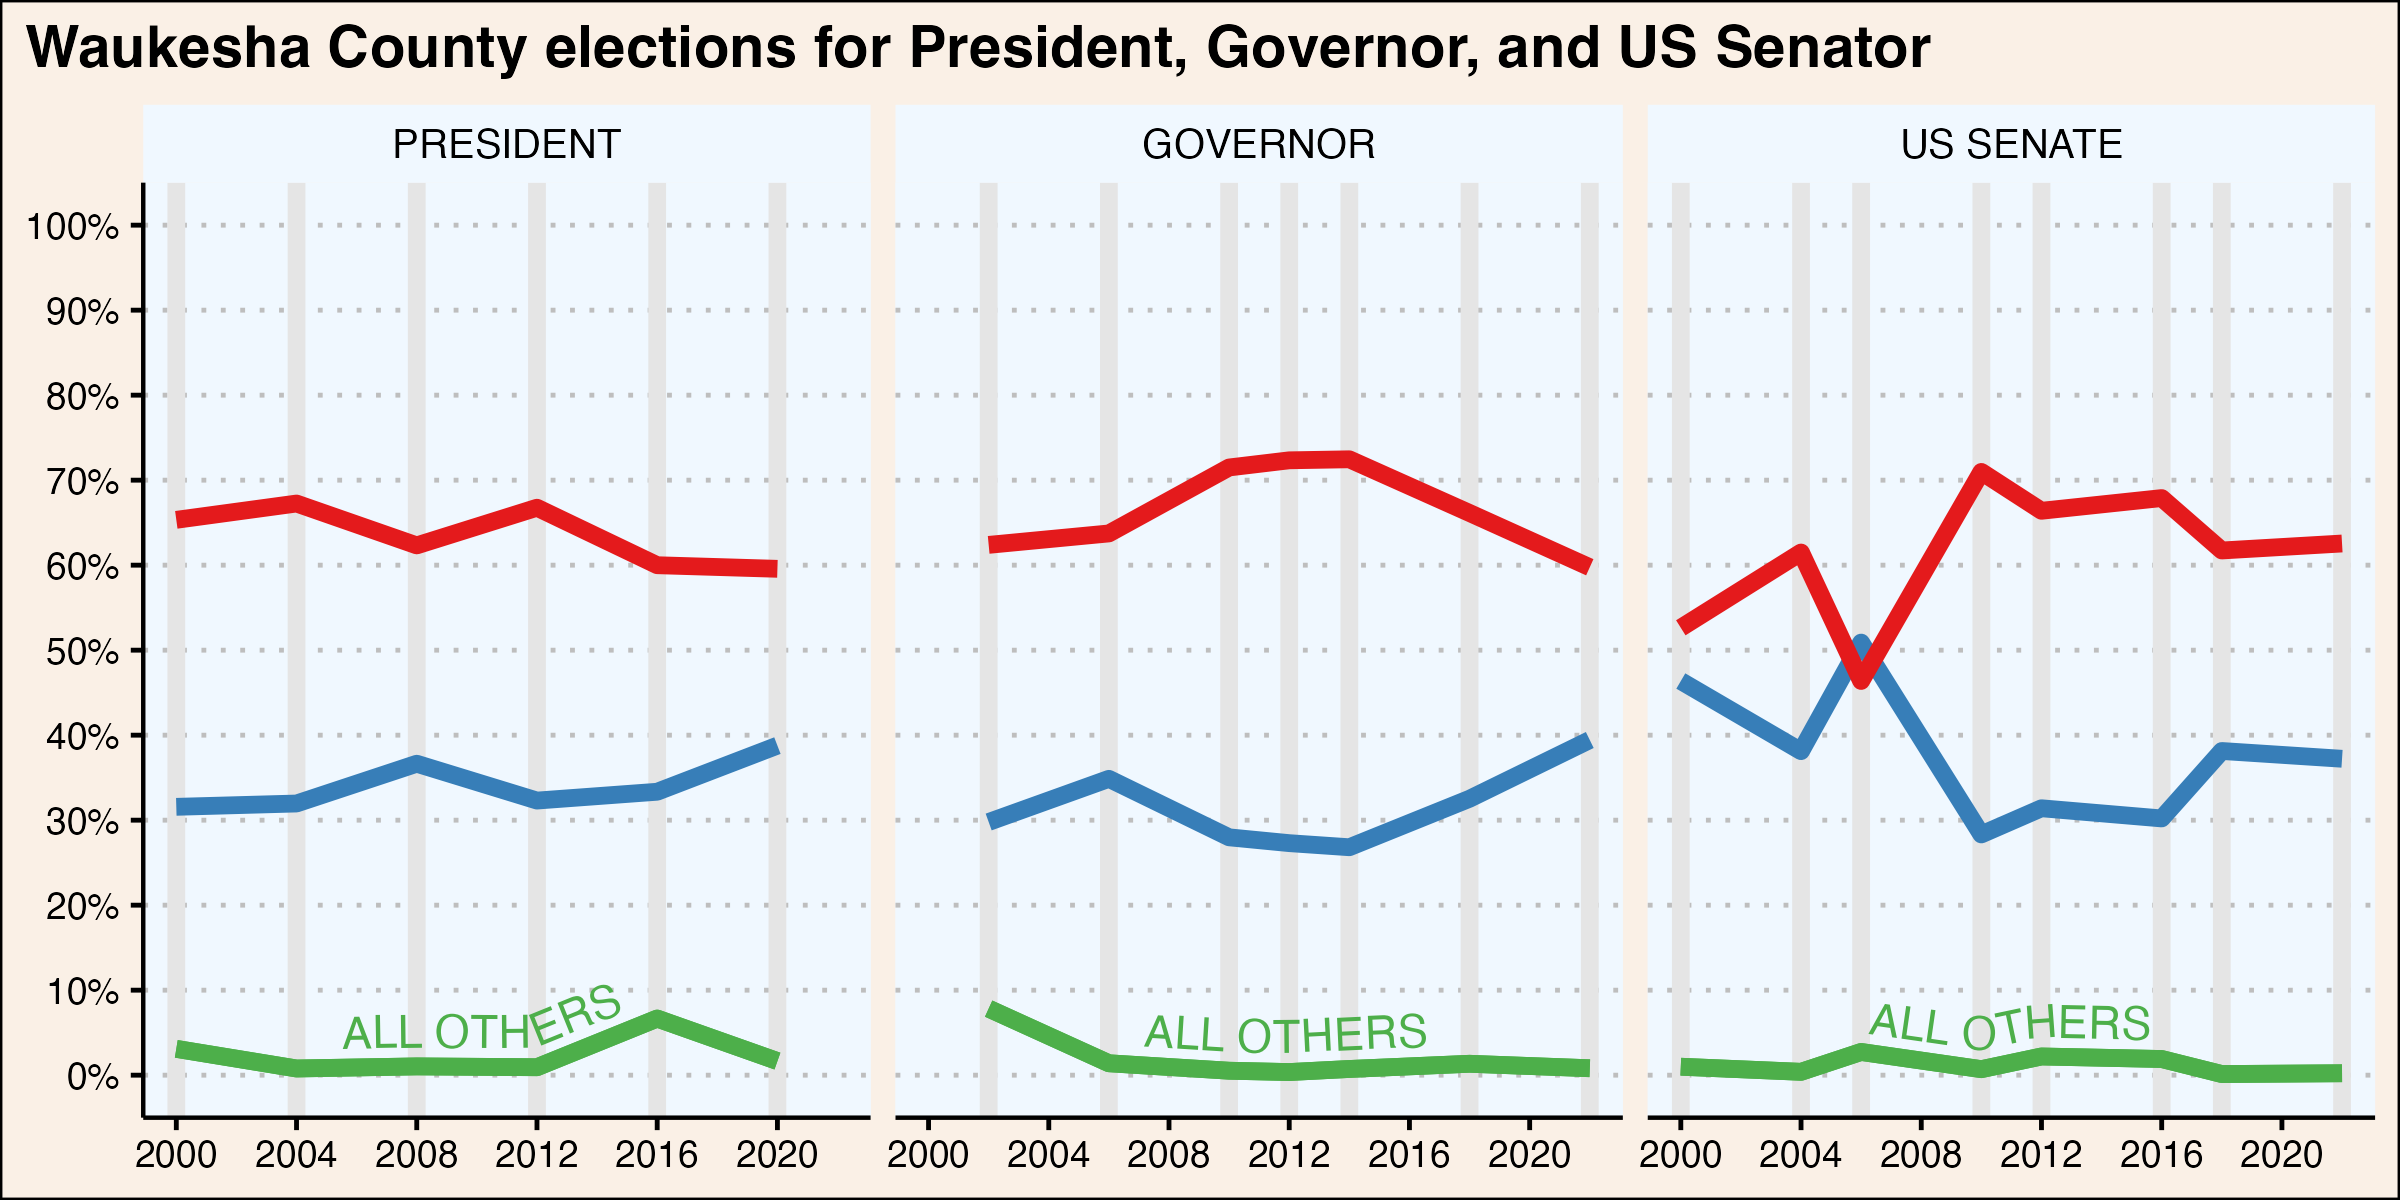 Waukesha County elections for President, Governor, and US Senator
PRESIDENT GOVERNOR US SENATE
100%
90%
80%
70%
60%
50%
40%
30%
20%
10%
0%
ALL OTHERS ALL OTHERS ALL OTHERS
2000 2004 2008 2012 2016 2020 2000 2004 2008 2012 2016 2020 2000 2004 2008 2012 2016 2020